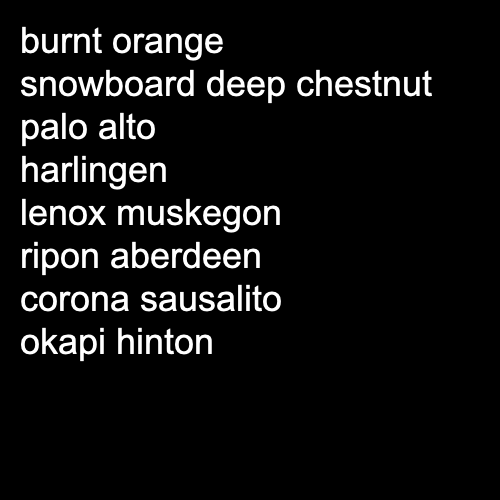 burnt orange
snowboard deep chestnut
palo alto
harlingen
lenox muskegon
ripon aberdeen
corona sausalito
okapi hinton